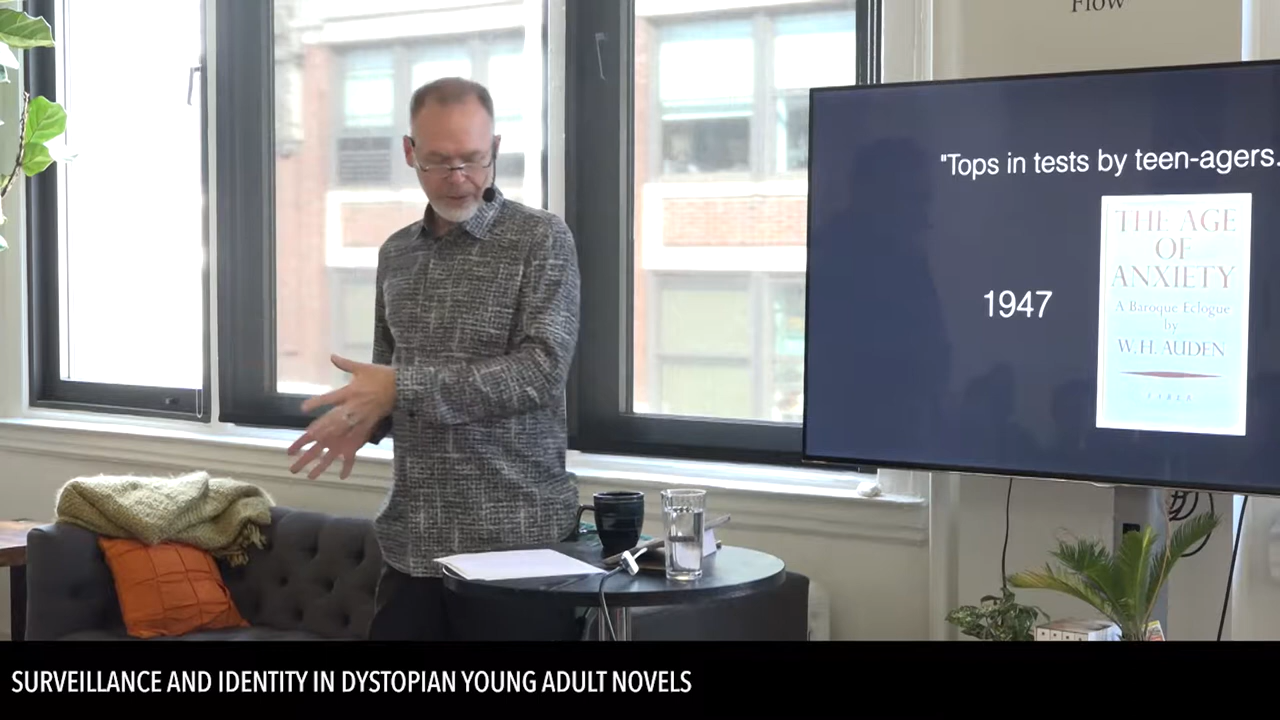 Flow
"Tops in tests by teen-agers.
1947
THE AGE
OF
ANXIETY
A Baroque Eclogue
by
W.H. AUDEN
FABER
SURVEILLANCE AND IDENTITY IN DYSTOPIAN YOUNG ADULT NOVELS